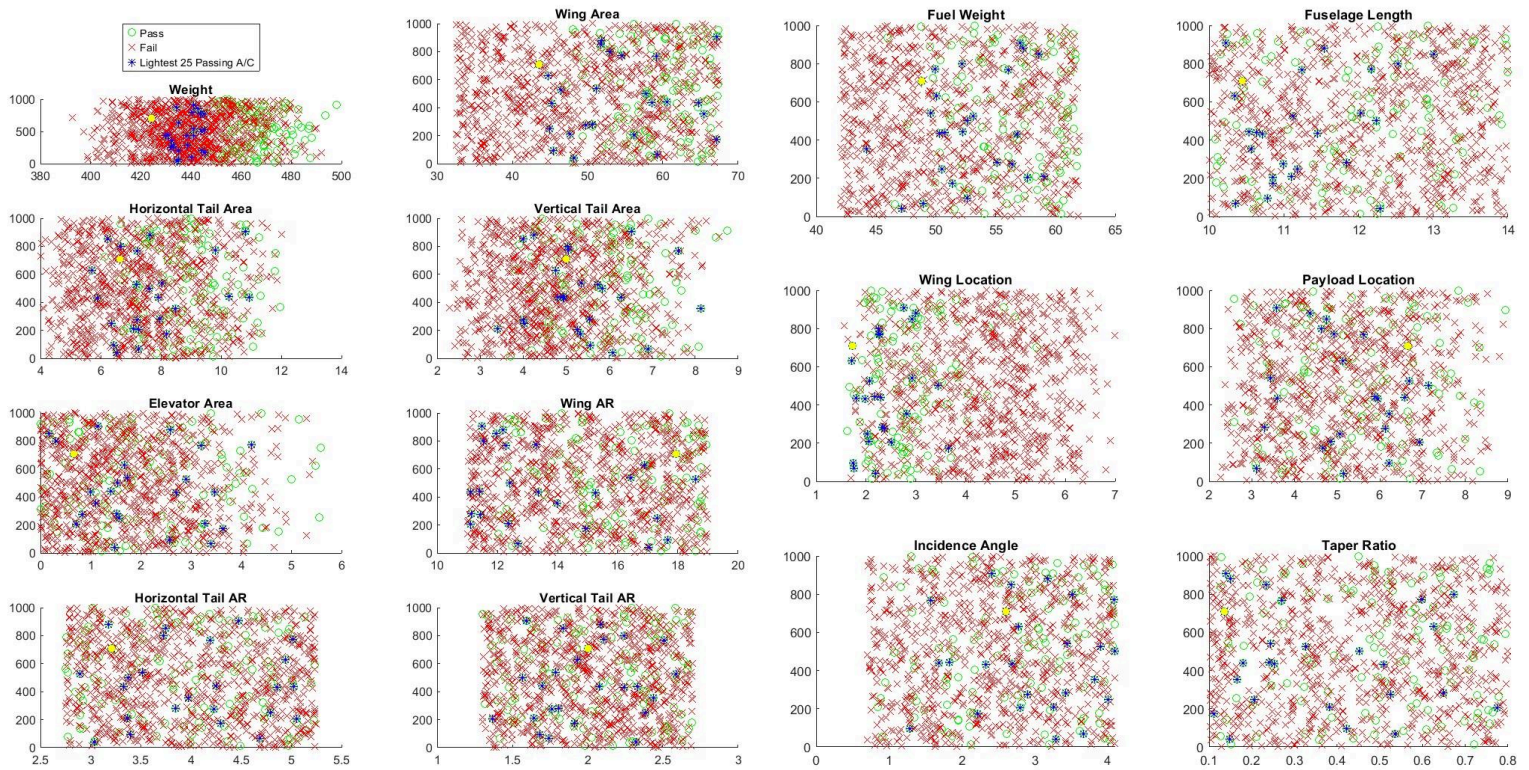 Pass
Fail
Lightest 25 Passing A/C
Weight
1000
500
0
380 400 420 440 460 480 500
Wing Area
1000
800
600
400
200
0
30 40 50 60 70
Fuel Weight
1000
800
600
400
200
0
40 45 50 55 60 65
Fuselage Length
1000
800
600
400
200
0
10 11 12 13 14
Horizontal Tail Area
1000
800
600
400
200
0
4 6 8 10 12 14
Vertical Tail Area
1000
800
600
400
200
0
2 3 4 5 6 7 8 9
Wing Location
1000
800
600
400
200
0
1 2 3 4 5 6 7
Payload Location
1000
800
600
400
200
0
2 3 4 5 6 7 8 9
Elevator Area
1000
800
600
400
200
0
0 1 2 3 4 5 6
Wing AR
1000
800
600
400
200
0
10 12 14 16 18 20
Incidence Angle
1000
800
600
400
200
0
0 1 2 3 4
Taper Ratio
1000
800
600
400
200
0
0.1 0.2 0.3 0.4 0.5 0.6 0.7 0.8
Horizontal Tail AR
1000
800
600
400
200
0
2.5 3 3.5 4 4.5 5 5.5
Vertical Tail AR
1000
800
600
400
200
0
1 1.5 2 2.5 3